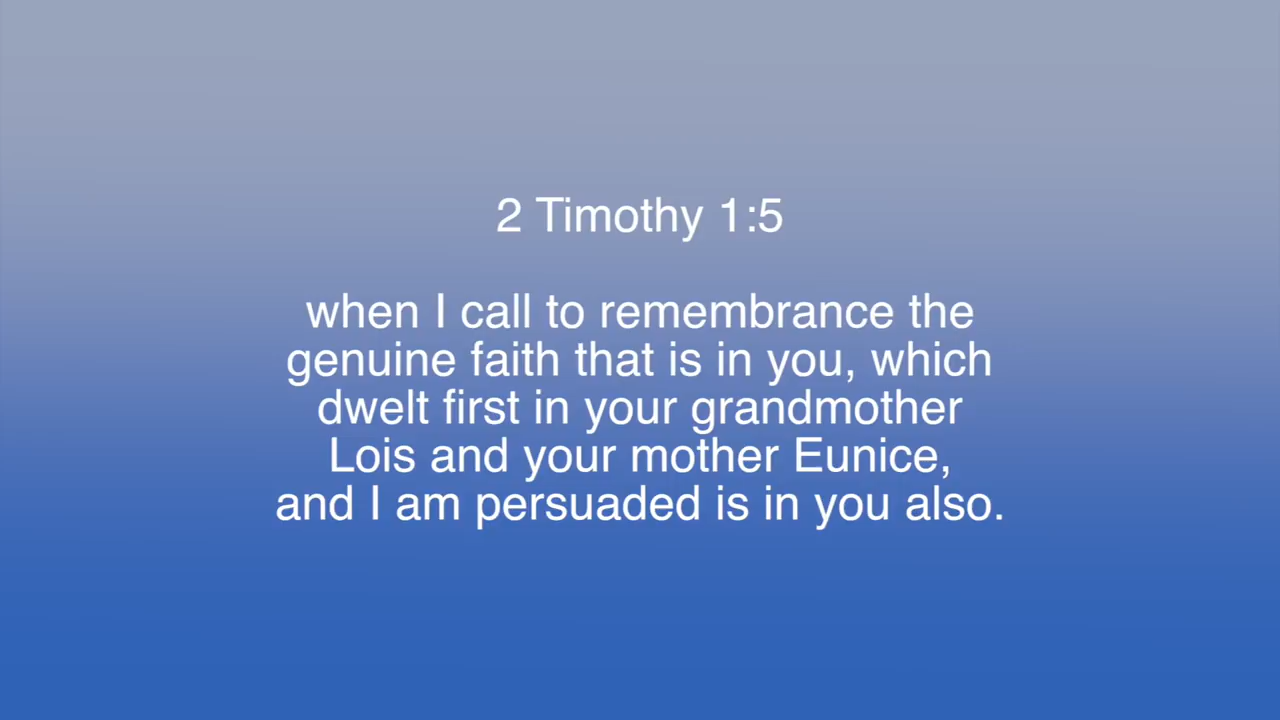 2 Timothy 1:5
when I call to remembrance the
genuine faith that is in you, which
dwelt first in your grandmother
Lois and your mother Eunice,
and I am persuaded is in you also.